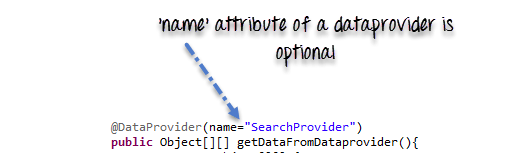 'name' attribute of a dataprovider is
optional
@DataProvider(name="SearchProvider")
public Object[][] getDataFromDataprovider(){